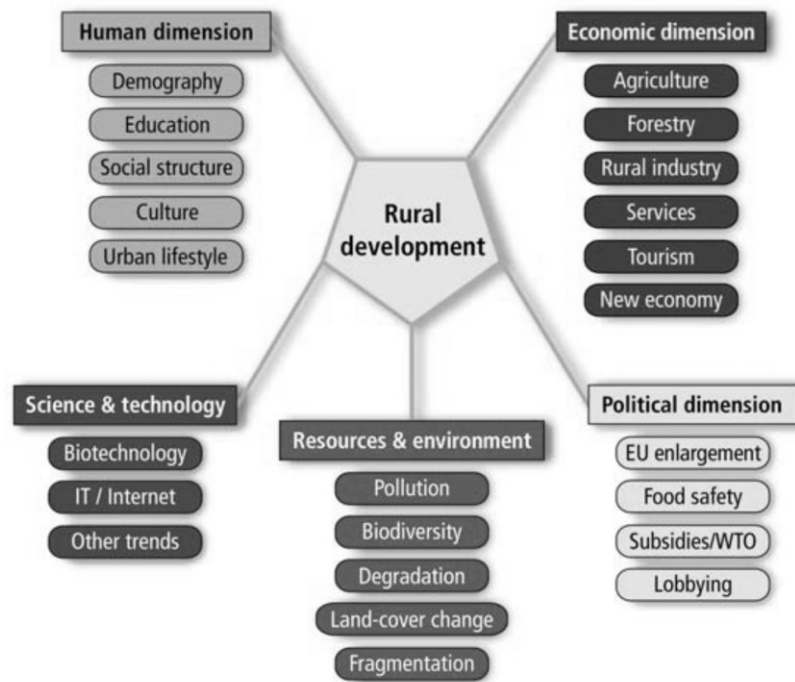 Human dimension
Demography
Education
Social structure
Culture
Urban lifestyle
Economic dimension
Agriculture
Forestry
Rural industry
Services
Tourism
New economy
Rural
development
Science & technology
Biotechnology
IT / Internet
Other trends
Resources & environment
Pollution
Biodiversity
Degradation
Land-cover change
Fragmentation
Political dimension
EU enlargement
Food safety
Subsidies/WTO
Lobbying